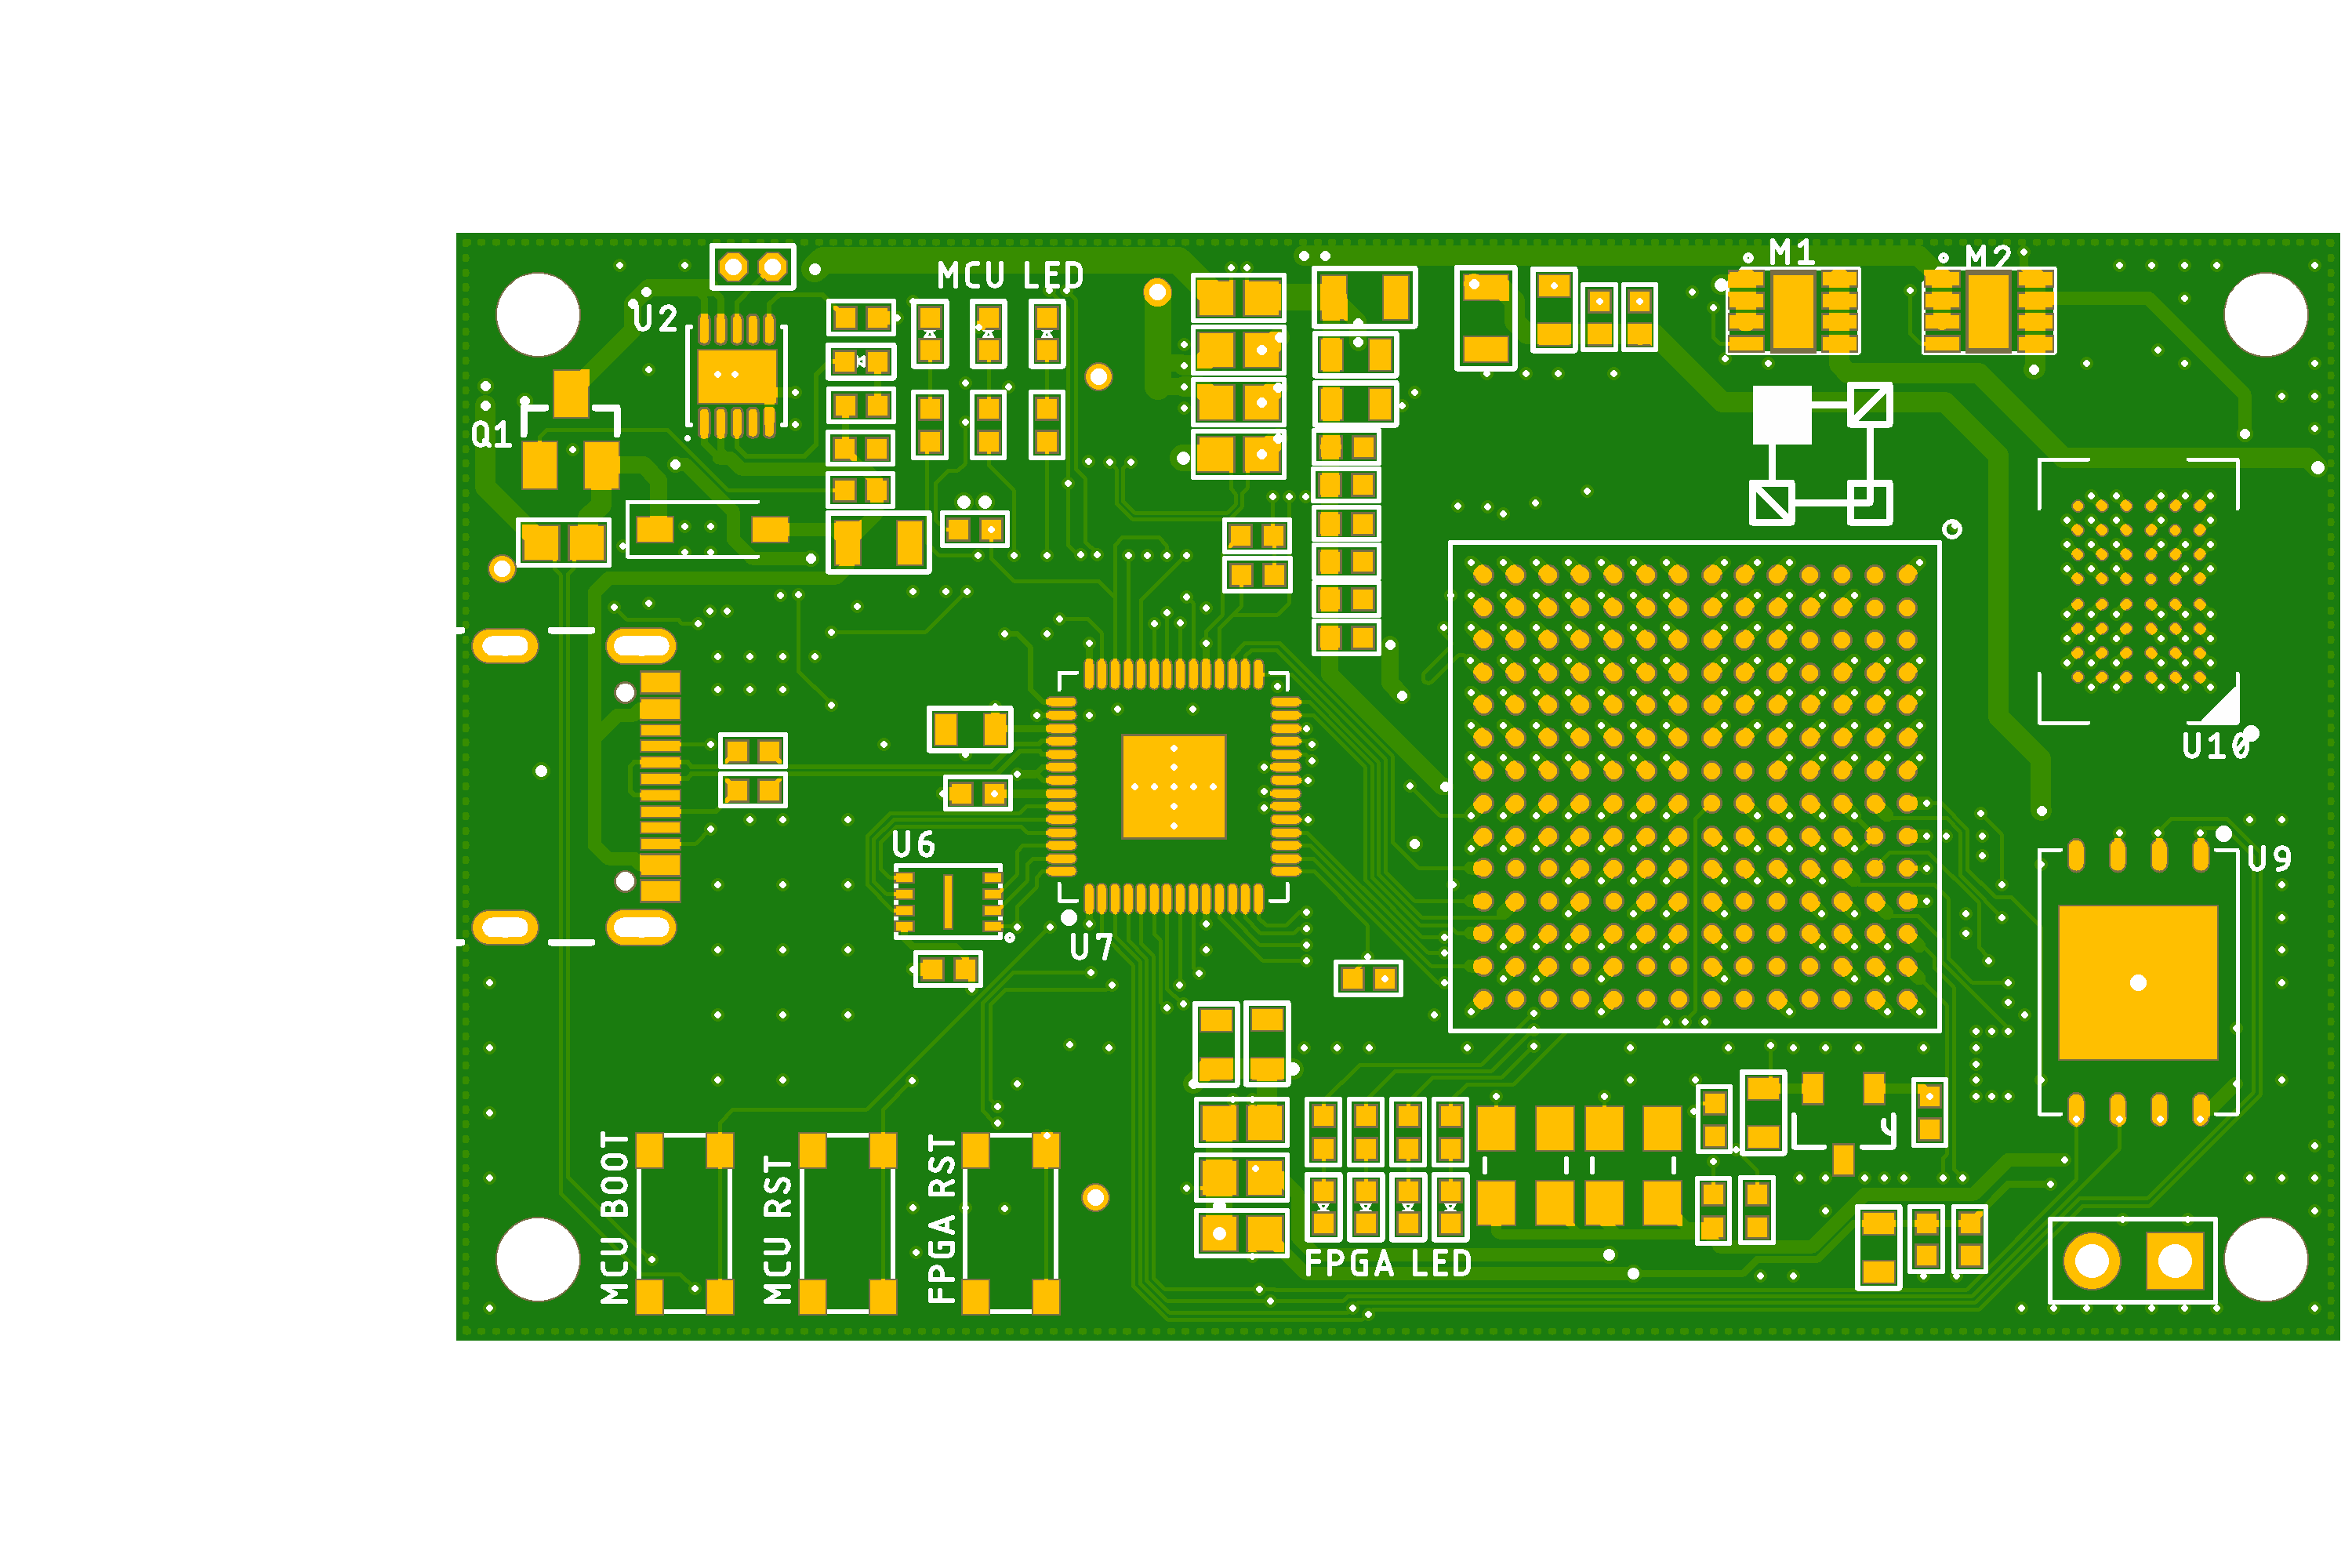 MCU LED
M1
M2
U2
Q1
U10
U6
U9
U7
MCU BOOT
MCU RST
FPGA RST
FPGA LED